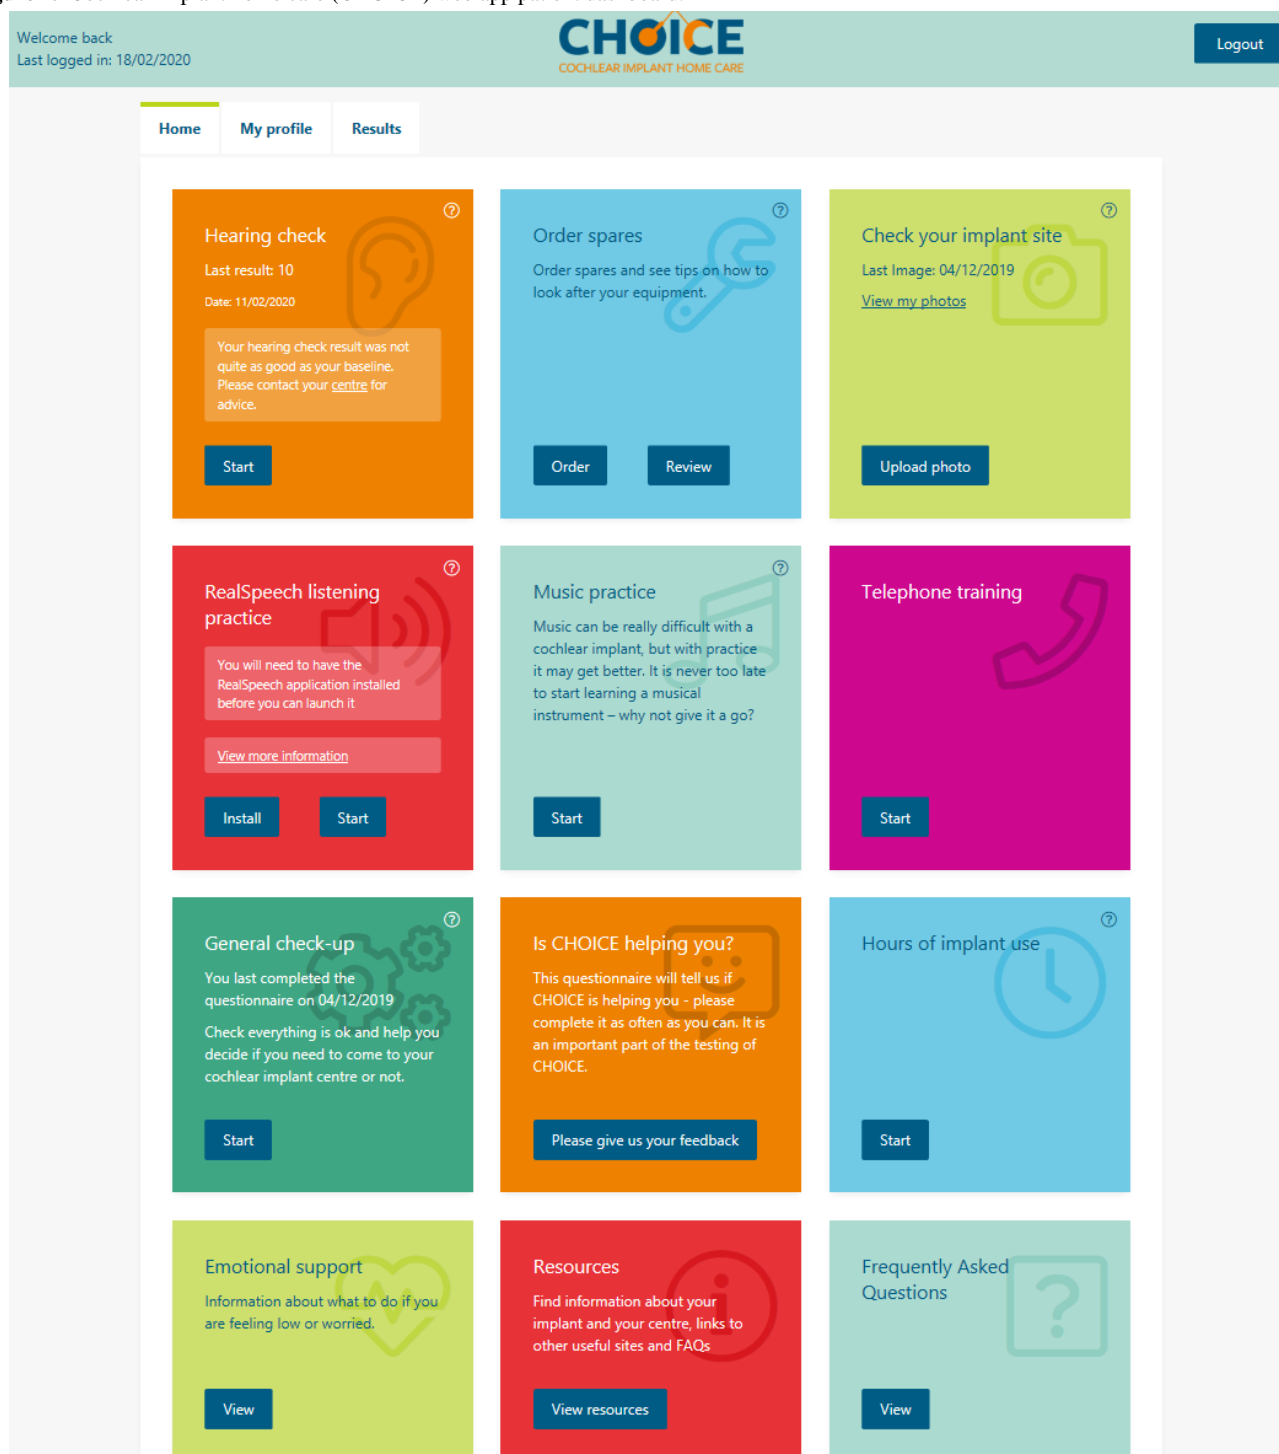 Welcome back
Last logged in: 18/02/2020
CHOICE
COCHLEAR IMPLANT HOME CARE
Logout
Home
My profile
Results
Hearing check
Last result: 10
Date: 11/02/2020
Your hearing check result was not
quite as good as your baseline.
Please contact your centre for
advice.
Start
Order spares
Order spares and see tips on how to
look after your equipment.
Order
Review
Check your implant site
Last Image: 04/12/2019
View my photos
Upload photo
RealSpeech listening
practice
You will need to have the
RealSpeech application installed
before you can launch it
View more information
Install
Start
Music practice
Music can be really difficult with a
cochlear implant, but with practice
it may get better. It is never too late
to start learning a musical
instrument – why not give it a go?
Start
Telephone training
Start
General check-up
You last completed the
questionnaire on 04/12/2019
Check everything is ok and help you
decide if you need to come to your
cochlear implant centre or not.
Start
Is CHOICE helping you?
This questionnaire will tell us if
CHOICE is helping you - please
complete it as often as you can. It is
an important part of the testing of
CHOICE.
Please give us your feedback
Hours of implant use
Start
Emotional support
Information about what to do if you
are feeling low or worried.
View
Resources
Find information about your
implant and your centre, links to
other useful sites and FAQs
View resources
Frequently Asked
Questions
View